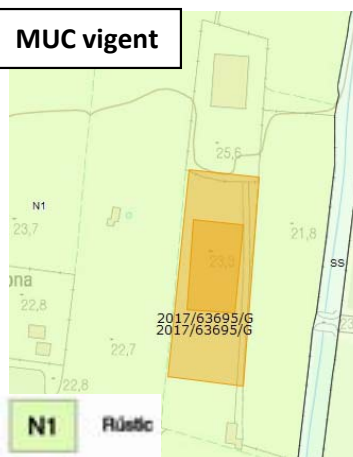 MUC vigent
25,6
N1
23,7
21,8
23,3
SS
ona
22,8
2017/63695/G
2017/63695/G
22,7
22,8
N1 Rústic